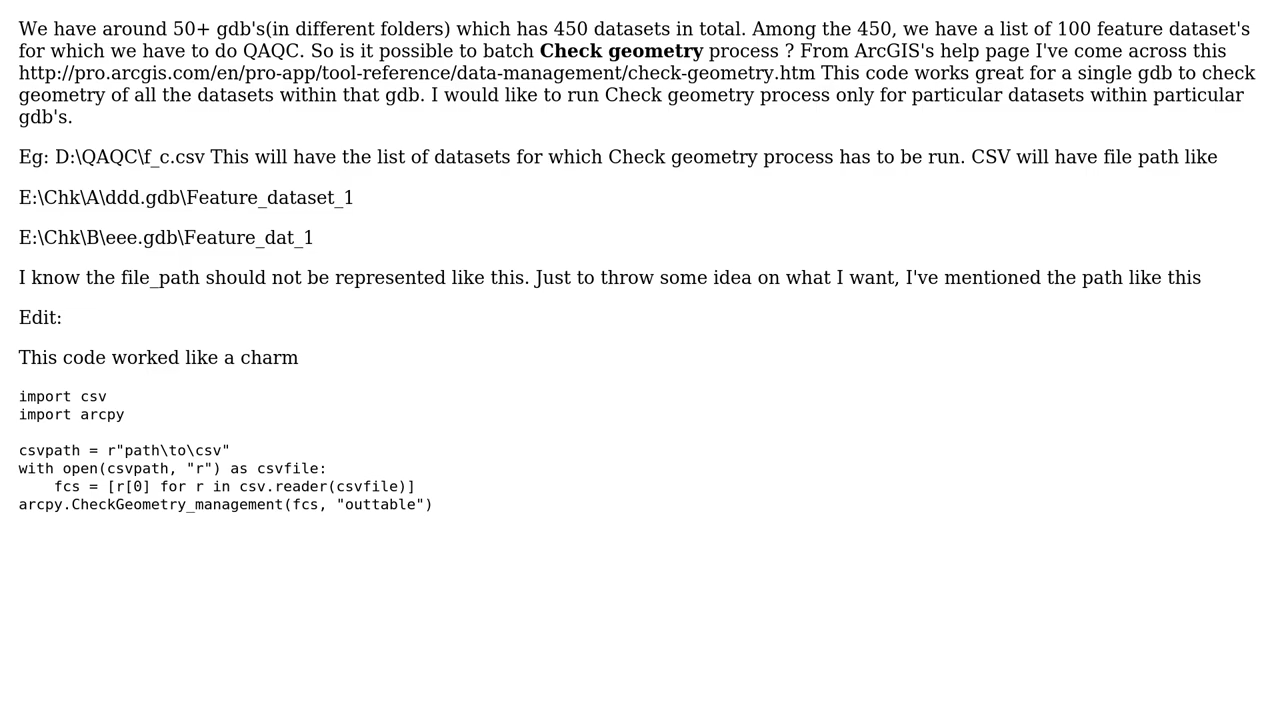 We have around 50+ gdb's(in different folders) which has 450 datasets in total. Among the 450, we have a list of 100 feature dataset's
for which we have to do QAQC. So is it possible to batch Check geometry process ? From ArcGIS's help page I've come across this
http://pro.arcgis.com/en/pro-app/tool-reference/data-management/check-geometry.htm This code works great for a single gdb to check
geometry of all the datasets within that gdb. I would like to run Check geometry process only for particular datasets within particular
gdb's.
Eg: D:\QAQC\f_c.csv This will have the list of datasets for which Check geometry process has to be run. CSV will have file path like
E:\Chk\A\ddd.gdb\Feature_dataset_1
E:\Chk\B\eee.gdb\Feature_dat_1
I know the file_path should not be represented like this. Just to throw some idea on what I want, I've mentioned the path like this
Edit:
This code worked like a charm
import csv
import arcpy
csvpath = r"path\to\csv"
with open(csvpath, "r") as csvfile:
    fcs = [r[0] for r in csv.reader(csvfile)]
arcpy.CheckGeometry_management(fcs, "outtable")